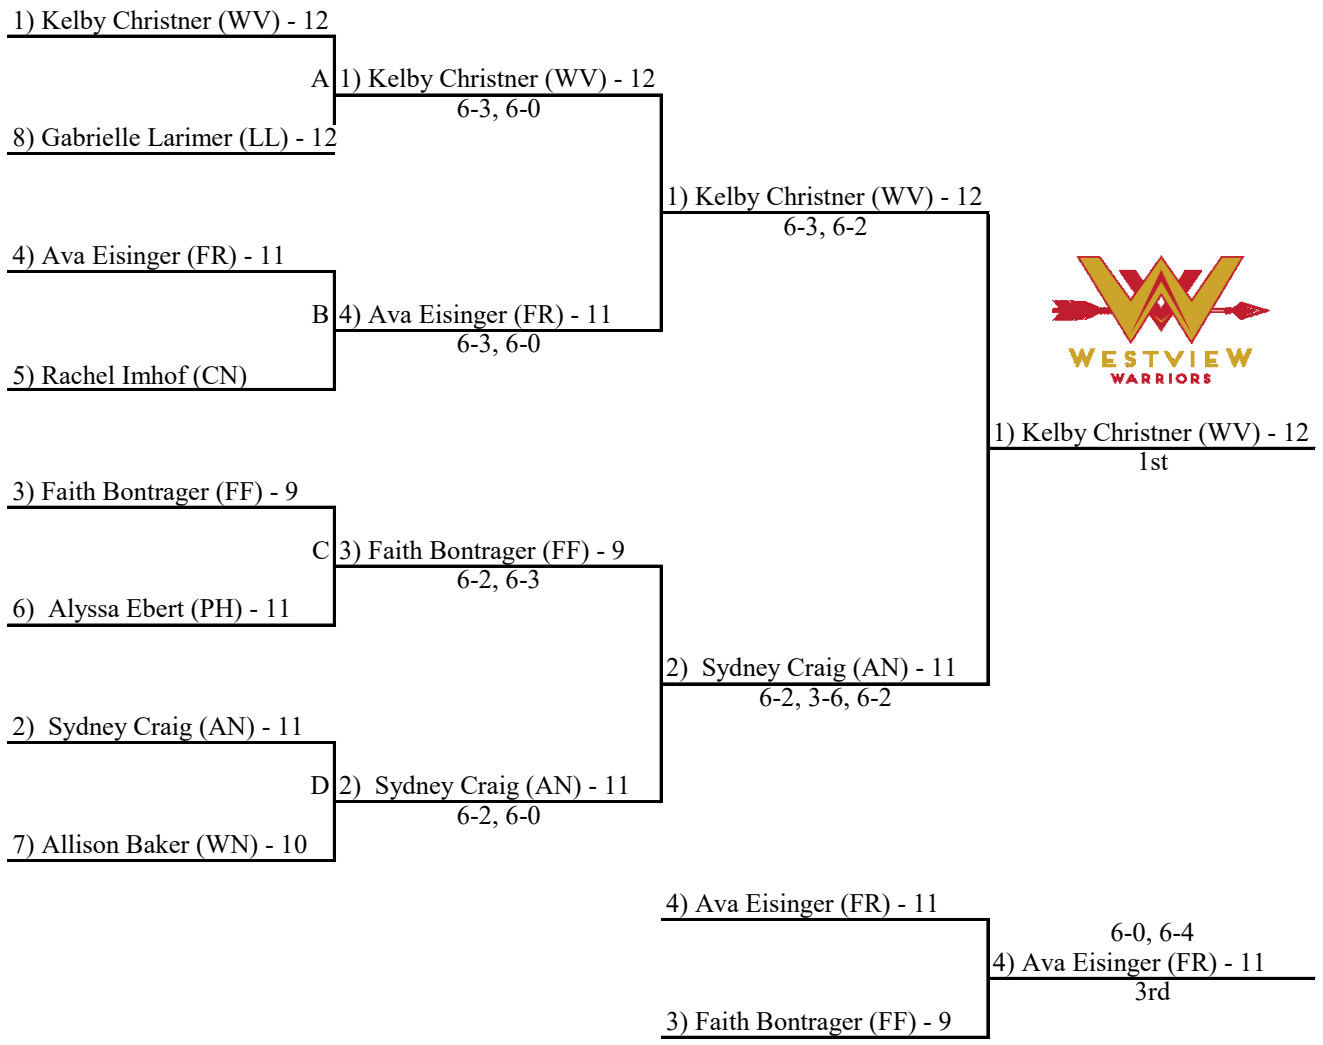 1) Kelby Christner (WV) - 12
A 1) Kelby Christner (WV) - 12
6-3, 6-0
8) Gabrielle Larimer (LL) - 12
1) Kelby Christner (WV) - 12
6-3, 6-2
4) Ava Eisinger (FR) - 11
B 4) Ava Eisinger (FR) - 11
6-3, 6-0
5) Rachel Imhof (CN)
WESTVIEW
WARRIORS
1) Kelby Christner (WV) - 12
1st
3) Faith Bontrager (FF) - 9
C 3) Faith Bontrager (FF) - 9
6-2, 6-3
6) Alyssa Ebert (PH) - 11
2) Sydney Craig (AN) - 11
6-2, 3-6, 6-2
2) Sydney Craig (AN) - 11
D 2) Sydney Craig (AN) - 11
6-2, 6-0
7) Allison Baker (WN) - 10
4) Ava Eisinger (FR) - 11
6-0, 6-4
4) Ava Eisinger (FR) - 11
3rd
3) Faith Bontrager (FF) - 9